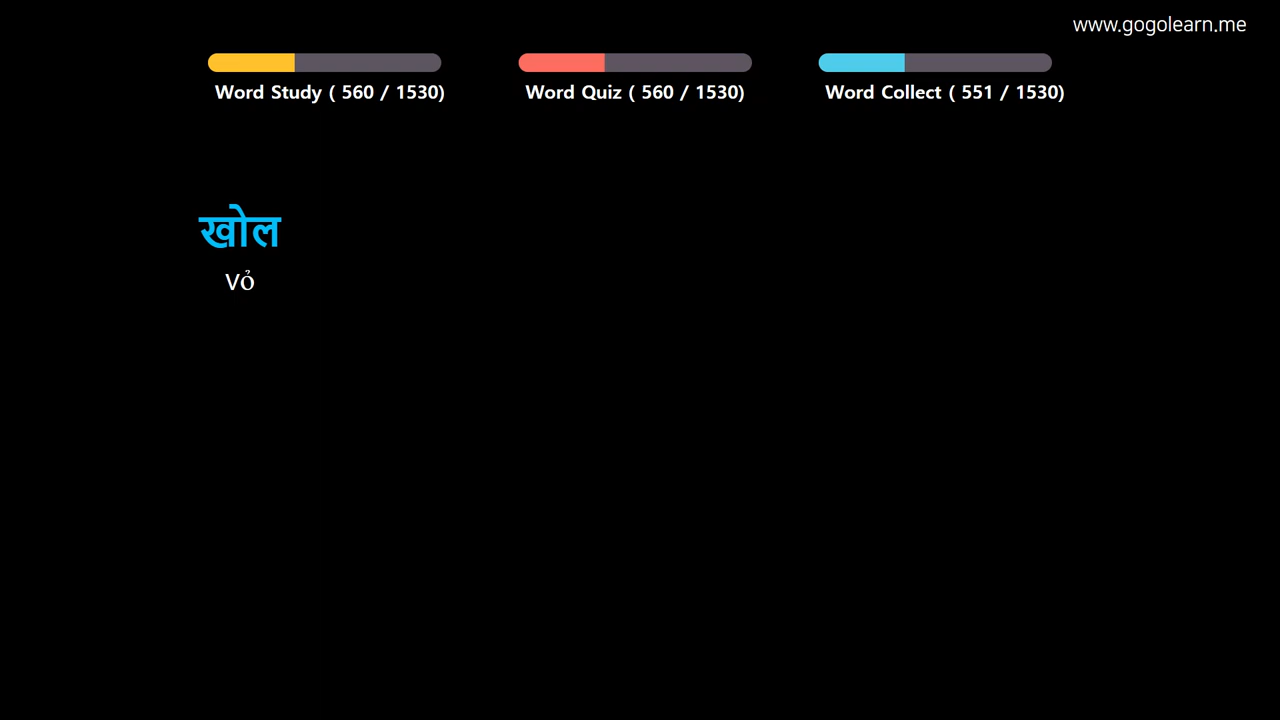 www.gogolearn.me
Word Study ( 560 / 1530)
Word Quiz ( 560 / 1530)
Word Collect ( 551 / 1530)
खोल
Vỏ